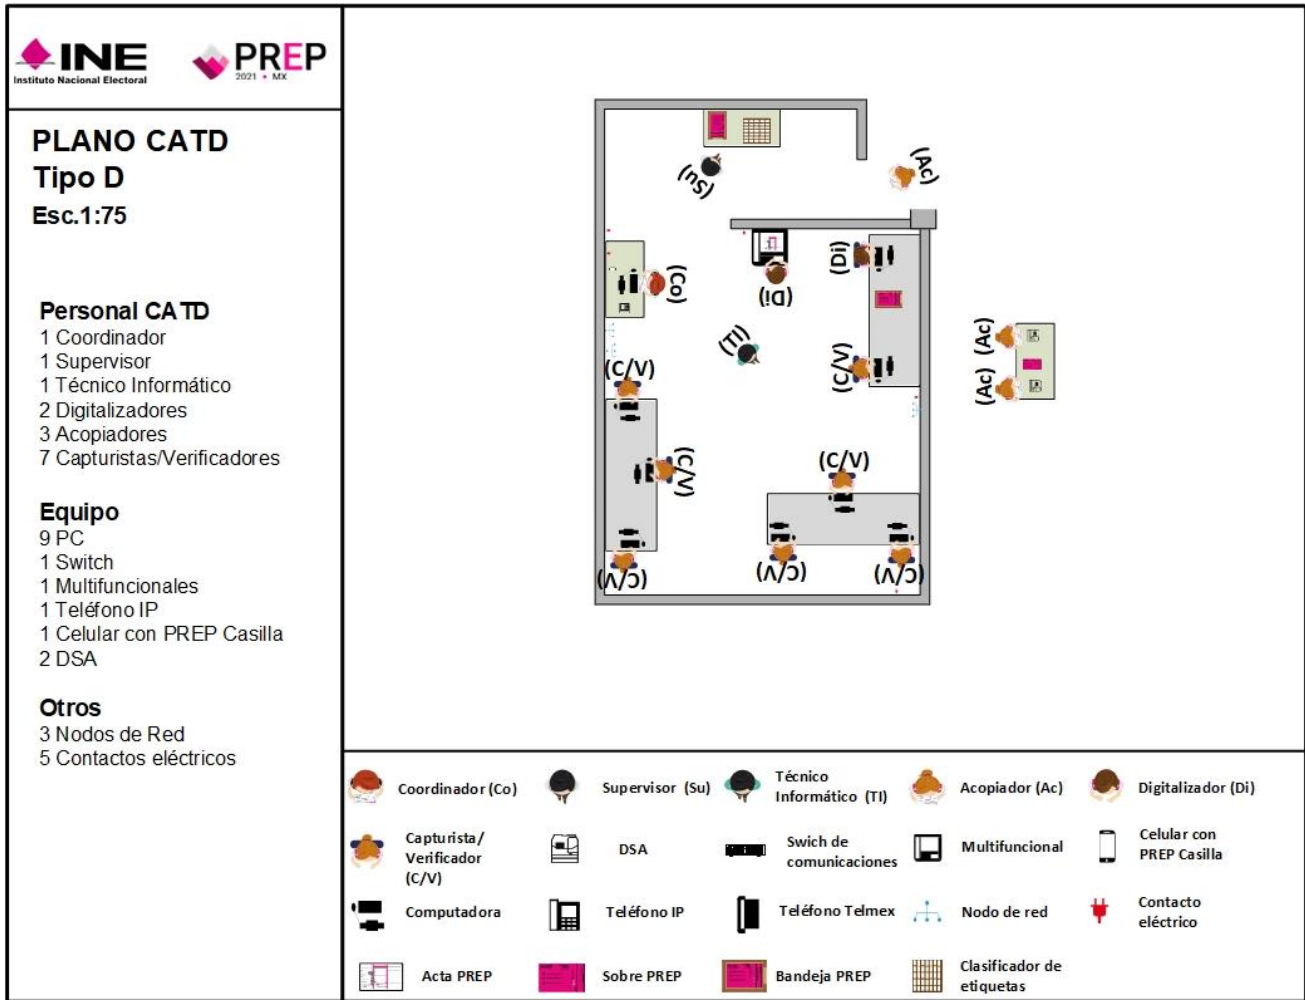 INE
Instituto Nacional Electoral
PREP
2021 • MX
PLANO CATD
Tipo D
Esc.1:75
Personal CATD
1 Coordinador
1 Supervisor
1 Técnico Informático
2 Digitalizadores
3 Acopiadores
7 Capturistas/Verificadores
Equipo
9 PC
1 Switch
1 Multifuncionales
1 Teléfono IP
1 Celular con PREP Casilla
2 DSA
Otros
3 Nodos de Red
5 Contactos eléctricos
(Su)
(Ac)
(Co)
(Di)
(Di)
(TI)
(C/V)
(C/V)
(Ac)
(Ac)
(C/V)
(C/V)
(C/V)
(C/V)
(C/V)
Coordinador (Co)
Supervisor (Su)
Técnico
Informático (TI)
Acopiador (Ac)
Digitalizador (Di)
Capturista/
Verificador
(C/V)
DSA
Swich de
comunicaciones
Multifuncional
Celular con
PREP Casilla
Computadora
Teléfono IP
Teléfono Telmex
Nodo de red
Contacto
eléctrico
Acta PREP
Sobre PREP
Bandeja PREP
Clasificador de
etiquetas